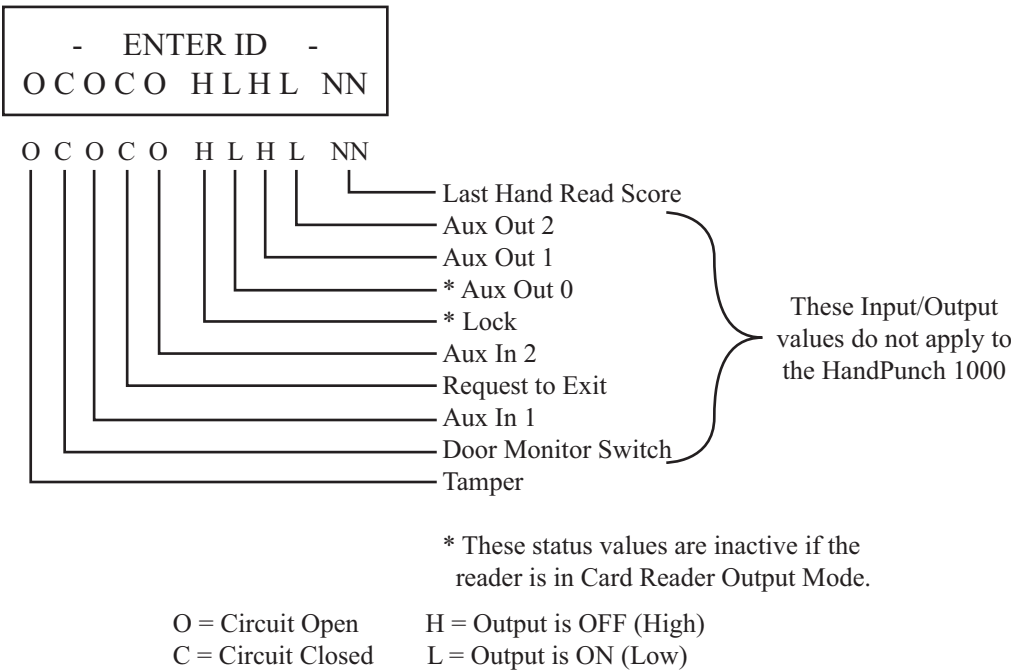 - ENTER ID -
O C O C O H L H L NN
O C O C O H L H L NN
Last Hand Read Score
Aux Out 2
Aux Out 1
* Aux Out 0
* Lock
Aux In 2
Request to Exit
Aux In 1
Door Monitor Switch
Tamper
These Input/Output
values do not apply to
the HandPunch 1000
* These status values are inactive if the
reader is in Card Reader Output Mode.
O = Circuit Open H = Output is OFF (High)
C = Circuit Closed L = Output is ON (Low)